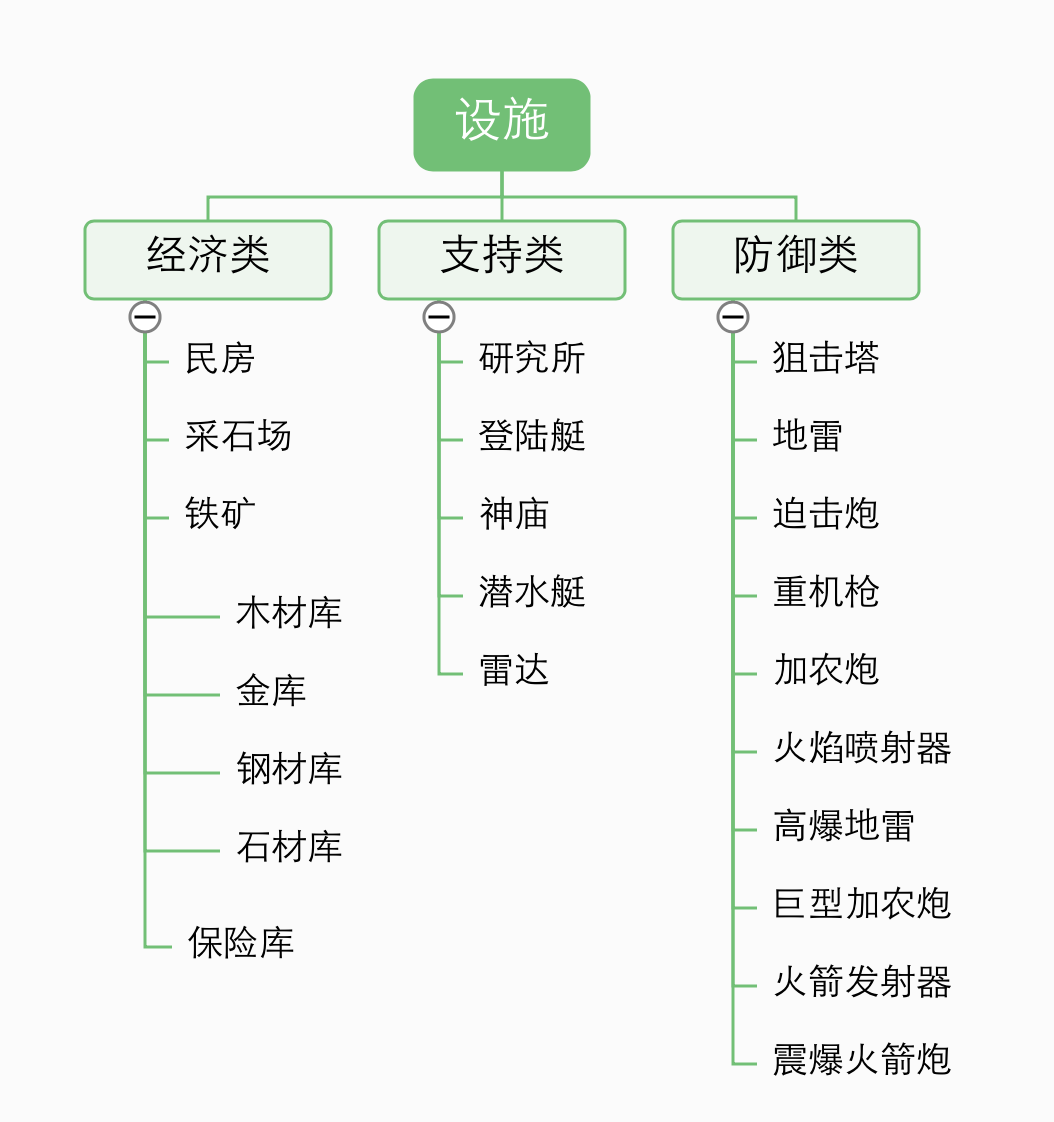 设施
经济类
支持类
防御类
民房
采石场
铁矿
木材库
金库
钢材库
石材库
保险库
研究所
登陆艇
神庙
潜水艇
雷达
狙击塔
地雷
迫击炮
重机枪
加农炮
火焰喷射器
高爆地雷
巨型加农炮
火箭发射器
震爆火箭炮